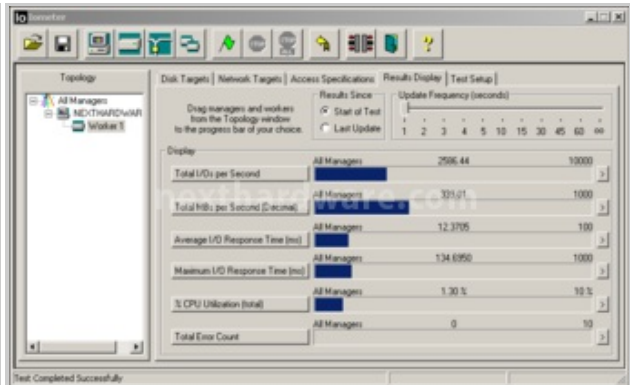 Iometer
Topology
All Managers
NEXTHARDWAR
Worker 1
Disk Targets
Network Targets
Access Specifications
Results Display
Test Setup
Drag managers and workers
from the Topology window
to the progress bar of your choice.
Results Since
Start of Test
Last Update
Update Frequency (seconds)
1 2 3 4 5 10 15 30 45 60 ∞
Display
All Managers 2586.44 10000
Total I/Os per Second
All Managers 1000
Total MBs per Second (Decimal)
All Managers 12.3705 100
Average I/O Response Time (ms)
All Managers 134.6950 1000
Maximum I/O Response Time (ms)
All Managers 1.30 % 10 %
% CPU Utilization (total)
All Managers 0 10
Total Error Count
Test Completed Successfully
nexthardware.com